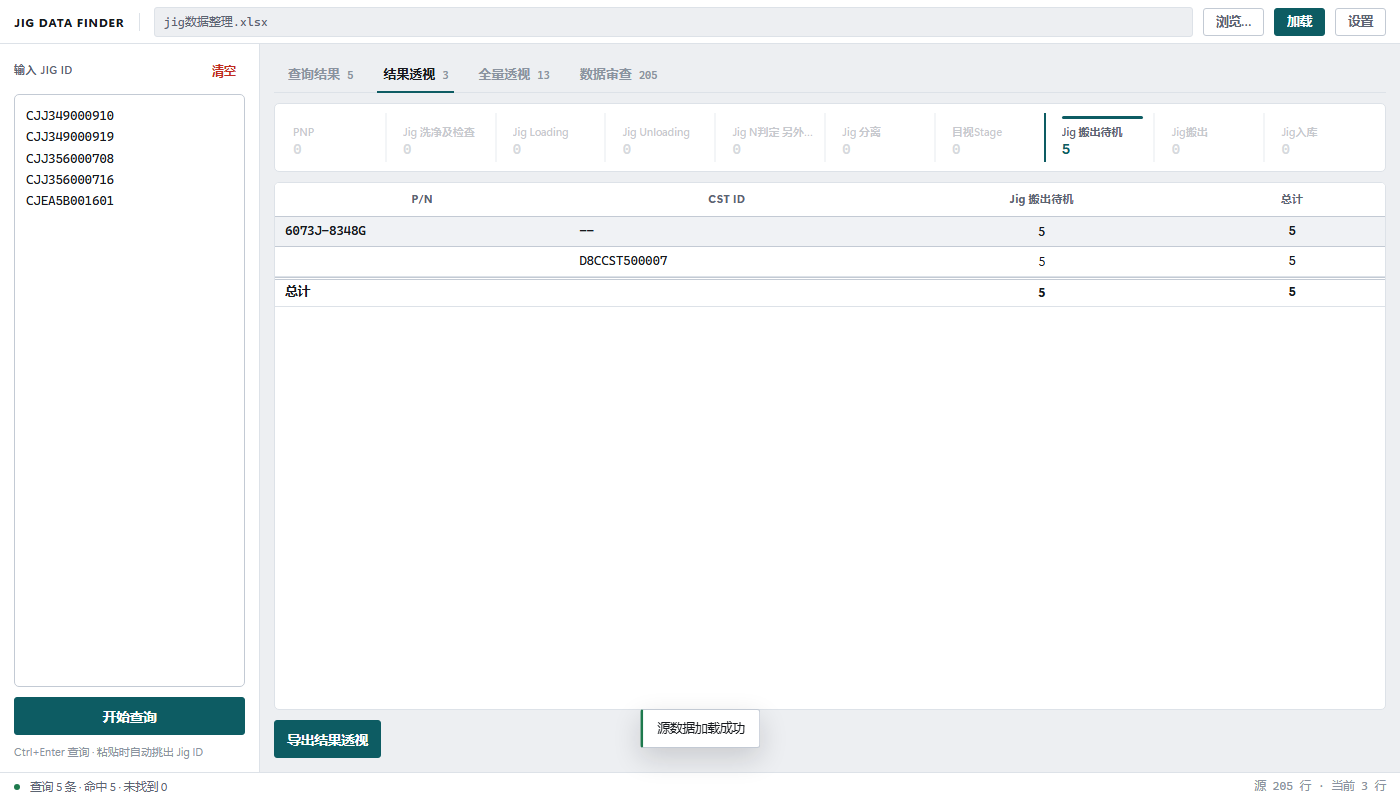 JIG DATA FINDER
jig数据整理.xlsx
浏览...
加载
设置
输入 JIG ID
清空
CJJ349000910
CJJ349000919
CJJ356000708
CJJ356000716
CJEA5B001601
开始查询
Ctrl+Enter 查询 · 粘贴时自动挑出 Jig ID
查询结果 5
结果透视 3
全量透视 13
数据审查 205
PNP
0
Jig 洗净及检查
0
Jig Loading
0
Jig Unloading
0
Jig N判定 另外...
0
Jig 分离
0
目视Stage
0
Jig 搬出待机
5
Jig搬出
0
Jig入库
0
P/N CST ID Jig 搬出待机 总计
6073J-8348G —— 5 5
D8CCST500007 5 5
总计 5 5
导出结果透视
源数据加载成功
查询 5 条 · 命中 5 · 未找到 0
源 205 行 · 当前 3 行